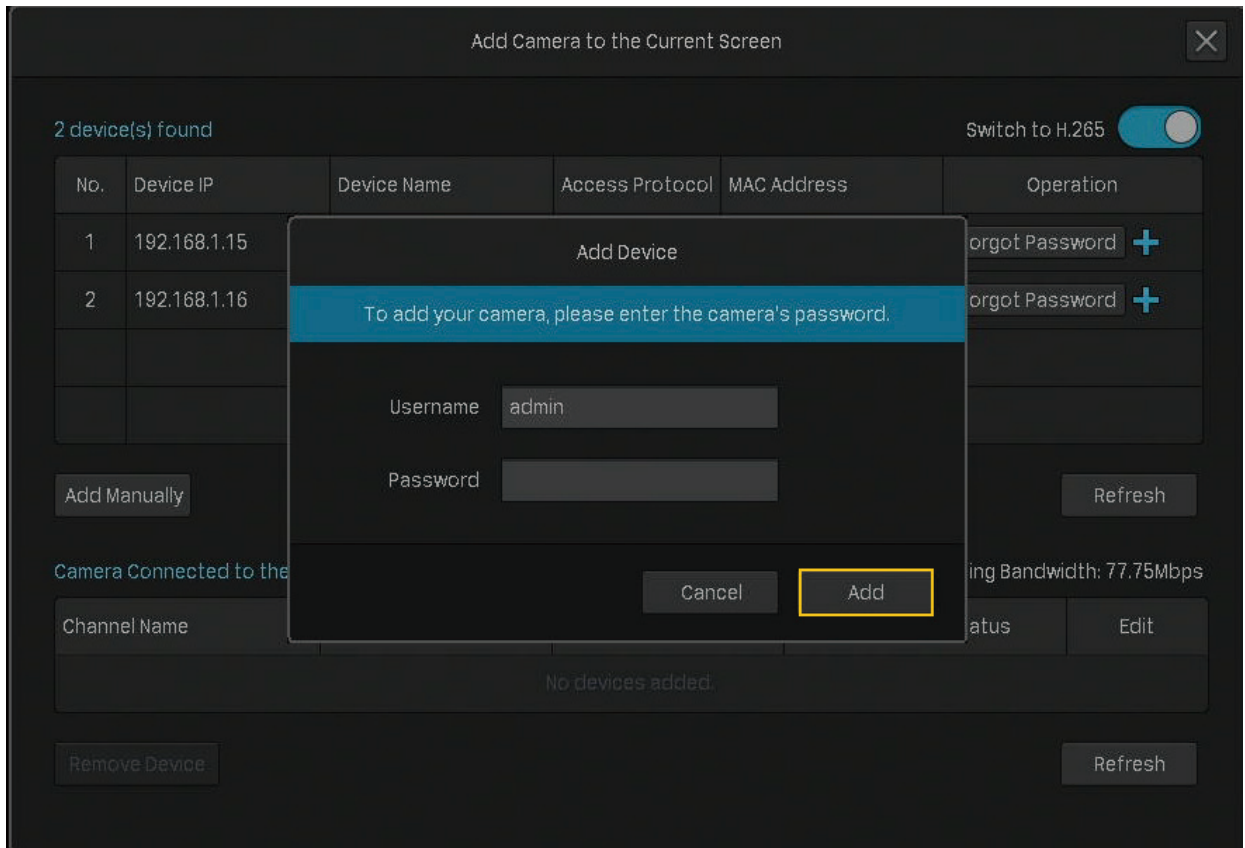 Add Camera to the Current Screen
2 device(s) found
Switch to H.265
No. Device IP Device Name Access Protocol MAC Address Operation
1 192.168.1.15 orgot Password
2 192.168.1.16 orgot Password
Add Device
To add your camera, please enter the camera's password.
Username admin
Password
Cancel Add
Add Manually Refresh
Camera Connected to the ing Bandwidth: 77.75Mbps
Channel Name atus Edit
No devices added.
Remove Device Refresh